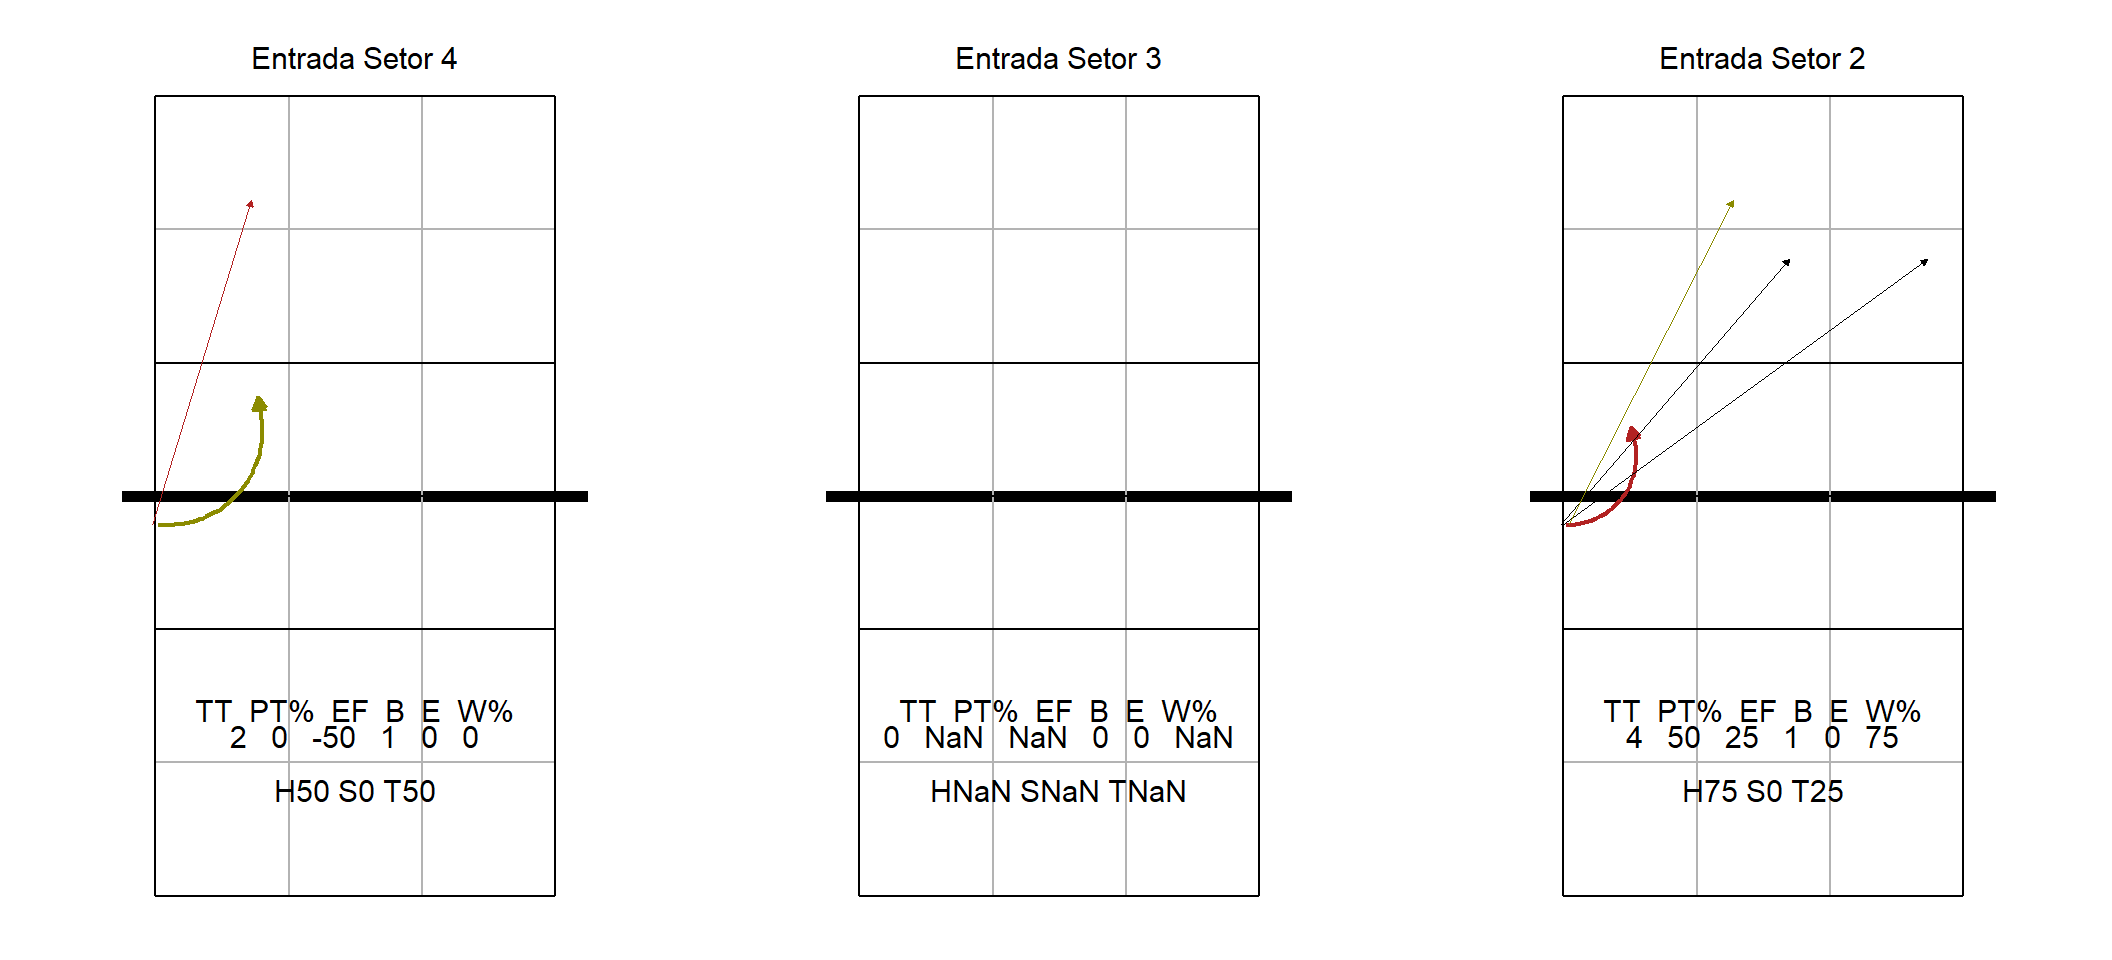 Entrada Setor 4
TT PT% EF B E W%
2 0 -50 1 0 0
H50 S0 T50
Entrada Setor 3
TT PT% EF B E W%
0 NaN NaN 0 0 NaN
HNaN SNaN TNaN
Entrada Setor 2
TT PT% EF B E W%
4 50 25 1 0 75
H75 S0 T25